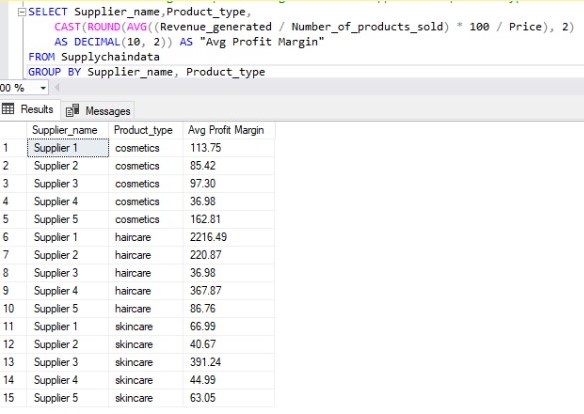 SELECT Supplier_name,Product_type,
CAST(ROUND(AVG((Revenue_generated / Number_of_products_sold) * 100 / Price), 2)
AS DECIMAL(10, 2)) AS "Avg Profit Margin"
FROM Supplychaindata
GROUP BY Supplier_name, Product_type
00 %
Results Messages
Supplier_name Product_type Avg Profit Margin
1 Supplier 1 cosmetics 113.75
2 Supplier 2 cosmetics 85.42
3 Supplier 3 cosmetics 97.30
4 Supplier 4 cosmetics 36.98
5 Supplier 5 cosmetics 162.81
6 Supplier 1 haircare 2216.49
7 Supplier 2 haircare 220.87
8 Supplier 3 haircare 36.98
9 Supplier 4 haircare 367.87
10 Supplier 5 haircare 86.76
11 Supplier 1 skincare 66.99
12 Supplier 2 skincare 40.67
13 Supplier 3 skincare 391.24
14 Supplier 4 skincare 44.99
15 Supplier 5 skincare 63.05